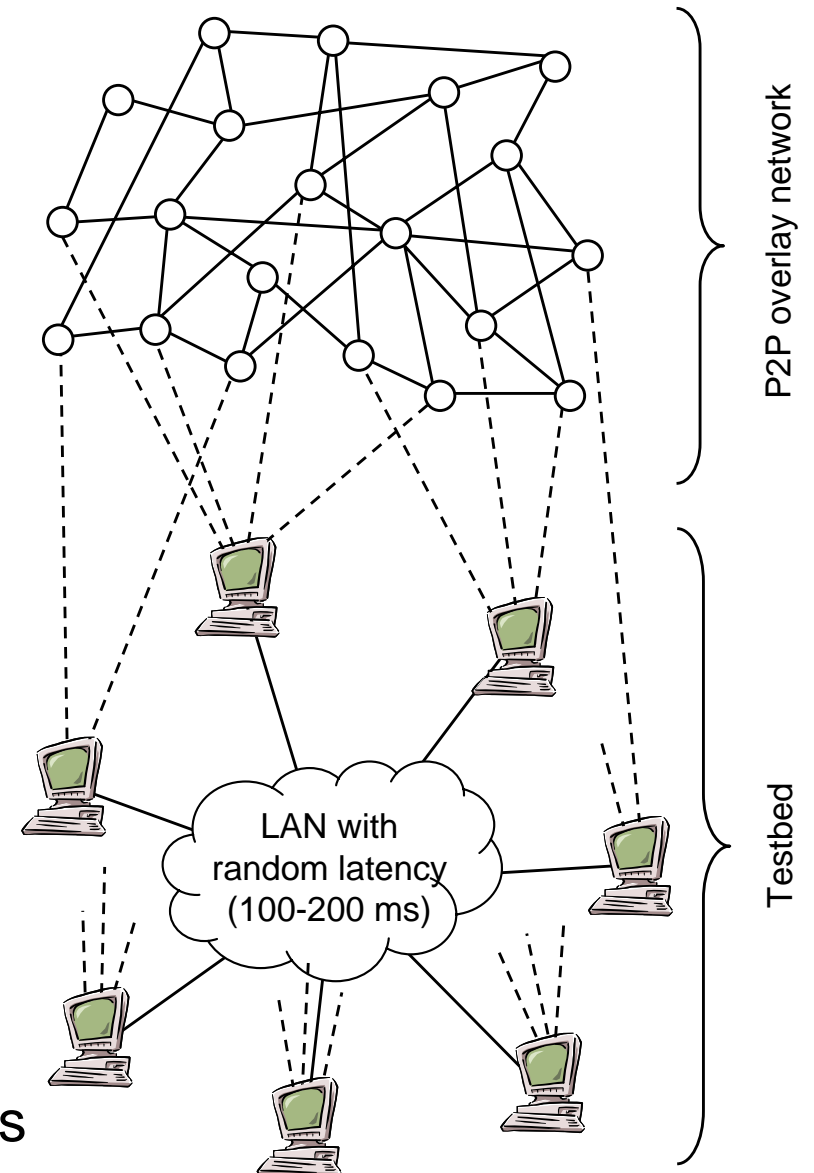 P2P overlay network
LAN with
random latency
(100-200 ms)
Testbed
s